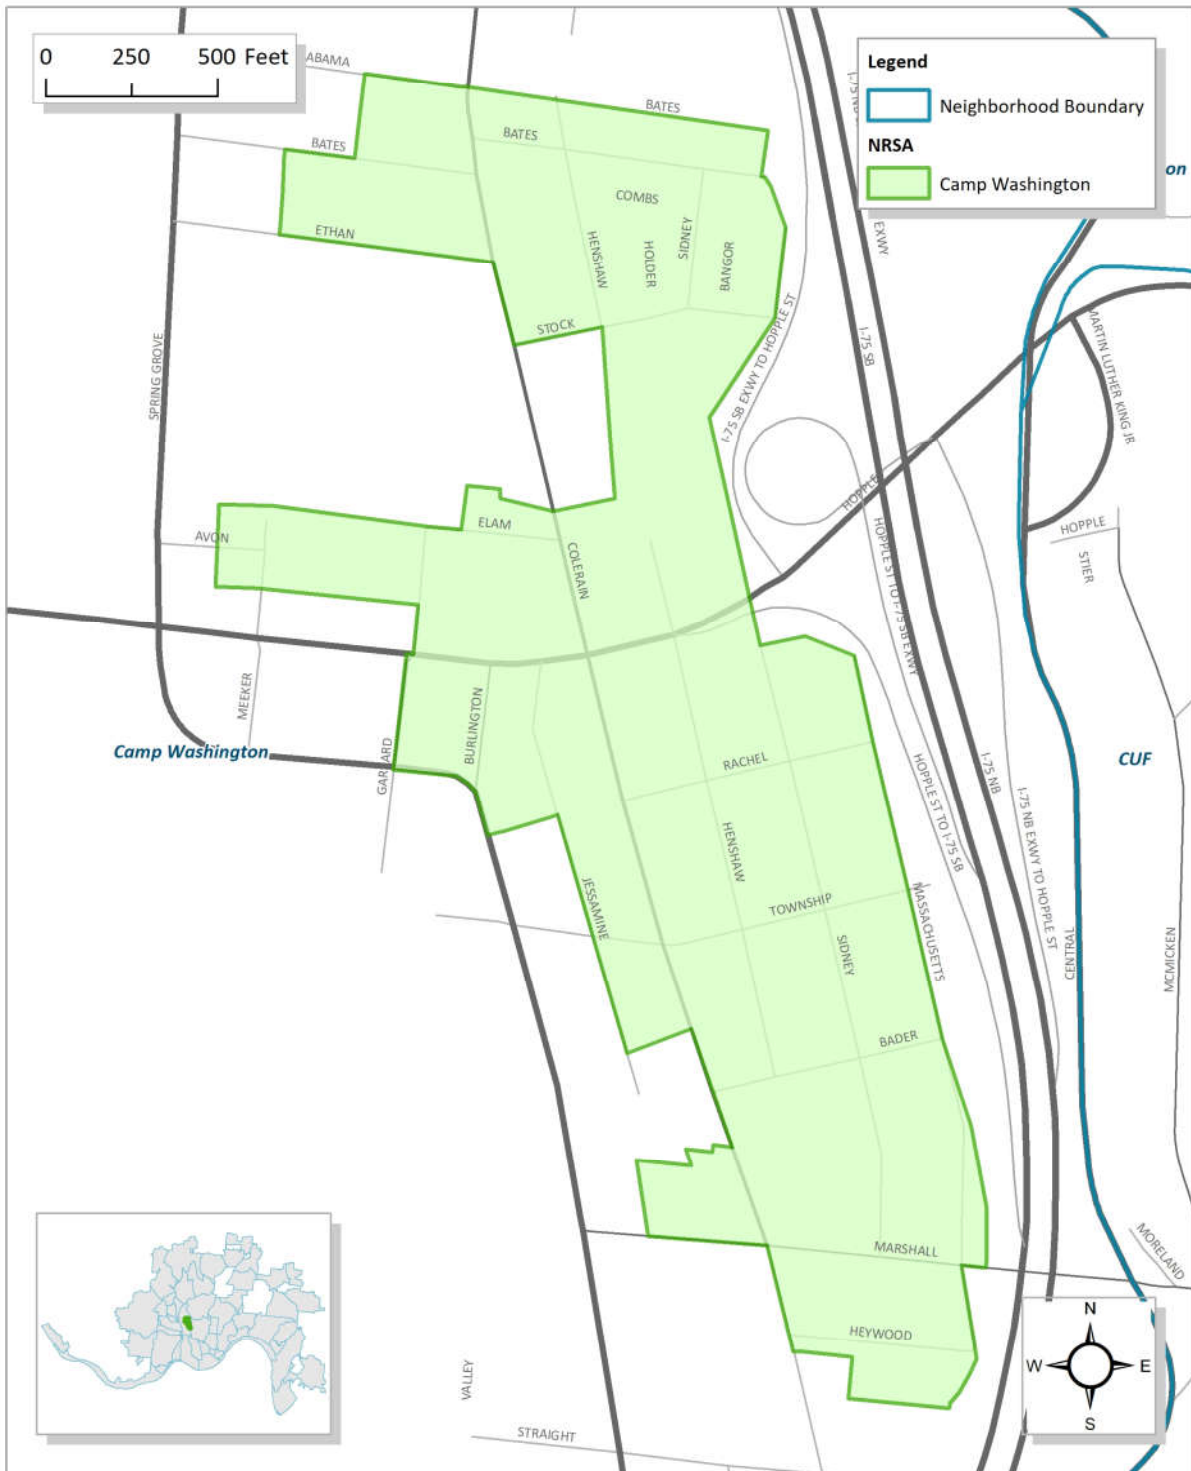 0 250 500 Feet
ABAMA
BATES
BATES
BATES
Legend
Neighborhood Boundary
NRSA
Camp Washington
on
EXWY
COMBS
ETHAN
HENSHAW
HOLDER
SIDNEY
BANGOR
STOCK
SPRING GROVE
I-75 SB EXWY TO HOPPLE ST
I-75 SB
MARTIN LUTHER KING JR
HOPPLE
AVON
ELAM
COLERAIN
HOPPLE ST TO I-75 SB EXWY
HOPPLE
STIER
MEEKER
BURLINGTON
Camp Washington
RACHEL
HOPPLE ST TO I-75 SB
I-75 NB
CUF
I-75 NB EXWY TO HOPPLE ST
HENSHAW
JESSAMINE
TOWNSHIP
MASSACHUSETTS
SIDNEY
CENTRAL
MCMICKEN
BADER
MARSHALL
MORELAND
HEYWOOD
VALLEY
STRAIGHT
N
W E
S